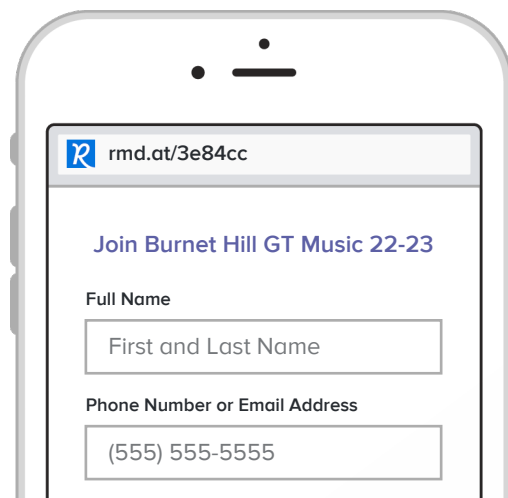 rmd.at/3e84cc
Join Burnet Hill GT Music 22-23
Full Name
First and Last Name
Phone Number or Email Address
(555) 555-5555